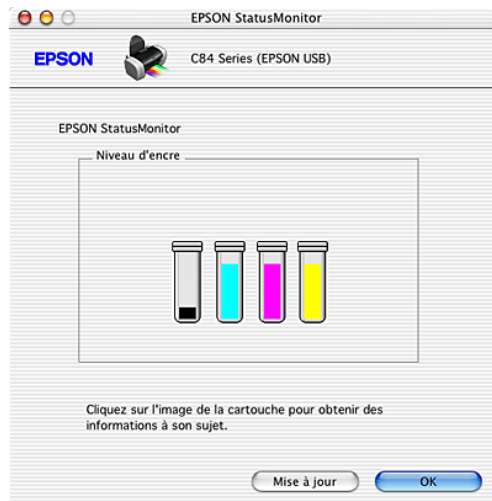 EPSON StatusMonitor
EPSON
C84 Series (EPSON USB)
EPSON StatusMonitor
Niveau d'encre
Cliquez sur l'image de la cartouche pour obtenir des
informations à son sujet.
Mise à jour
OK